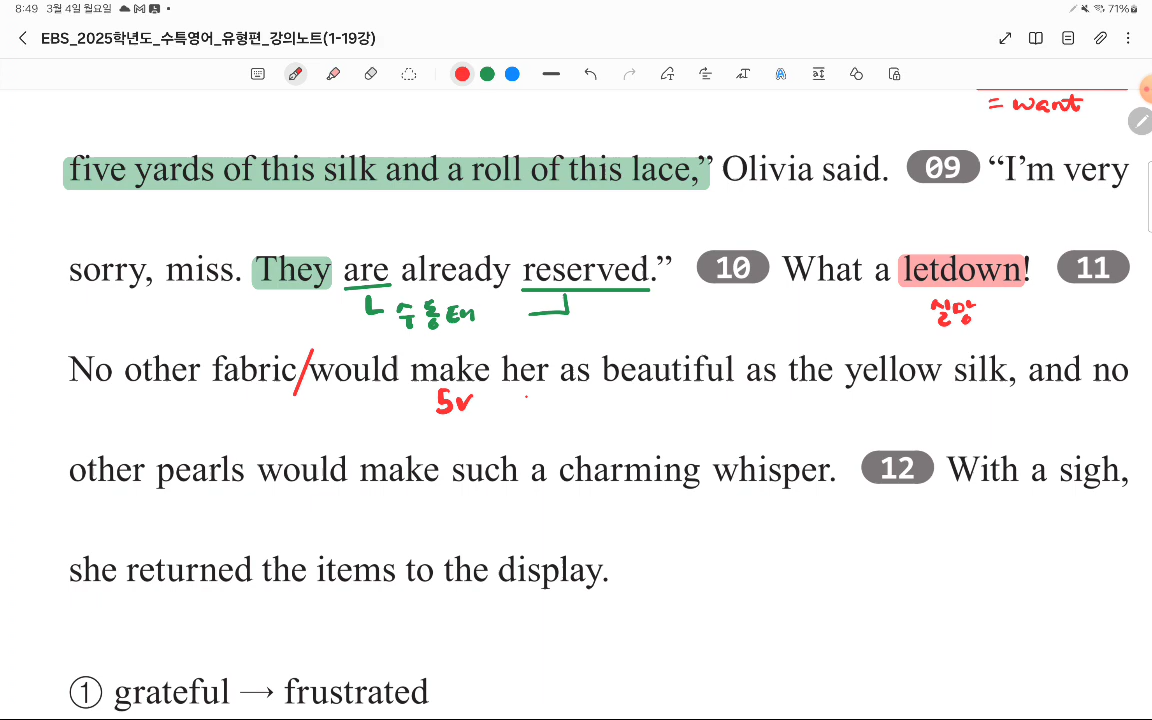 8:49 3월 4일 월요일 71%
EBS_2025학년도_수특영어_유형편_강의노트(1-19강)
= want
five yards of this silk and a roll of this lace,” Olivia said. 09 “I’m very
sorry, miss. They are already reserved.” 10 What a letdown! 11
수동태 실망
No other fabric/would make her as beautiful as the yellow silk, and no
5v
other pearls would make such a charming whisper. 12 With a sigh,
she returned the items to the display.
① grateful → frustrated